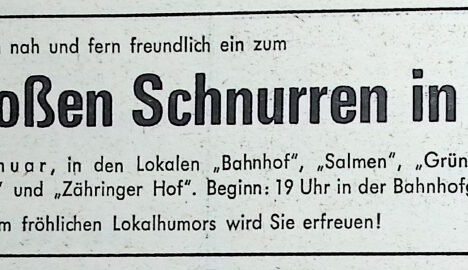 nah und fern freundlich ein zum
oßen Schnurren in
nuar, in den Lokalen „Bahnhof“, „Salmen“, „Grün
“ und „Zähringer Hof“. Beginn: 19 Uhr in der Bahnhofg
m fröhlichen Lokalhumors wird Sie erfreuen!